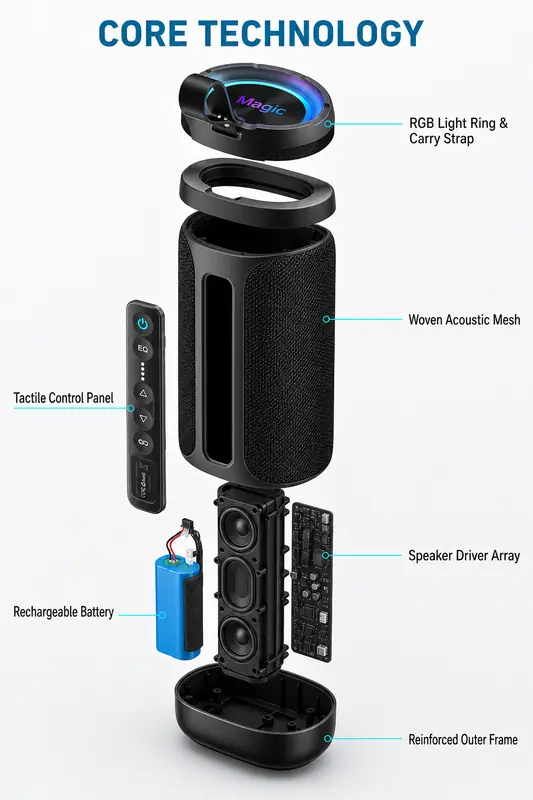 CORE TECHNOLOGY
Magic
RGB Light Ring &
Carry Strap
Woven Acoustic Mesh
EQ
Tactile Control Panel
Speaker Driver Array
Rechargeable Battery
Reinforced Outer Frame